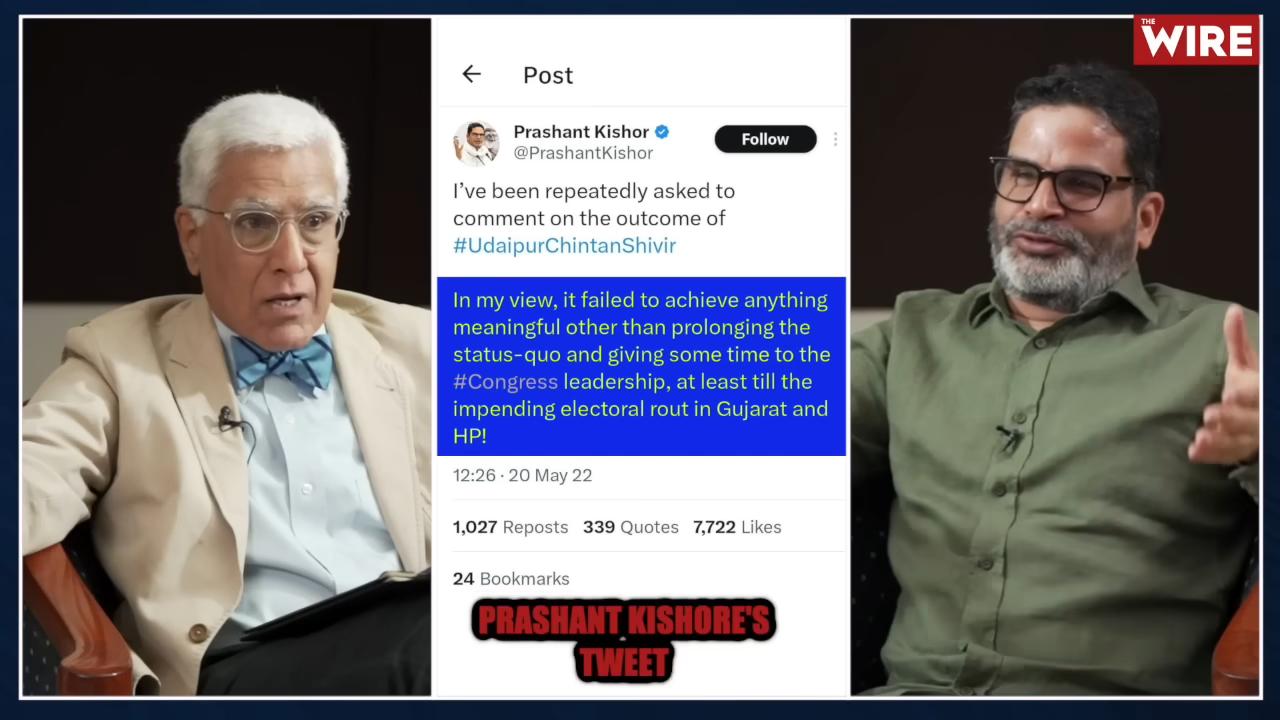 THE
WIRE
Post
Prashant Kishor
@PrashantKishor
Follow
I’ve been repeatedly asked to
comment on the outcome of
#UdaipurChintanShivir
In my view, it failed to achieve anything
meaningful other than prolonging the
status-quo and giving some time to the
#Congress leadership, at least till the
impending electoral rout in Gujarat and
HP!
12:26 · 20 May 22
1,027 Reposts 339 Quotes 7,722 Likes
24 Bookmarks
PRASHANT KISHORE'S
TWEET